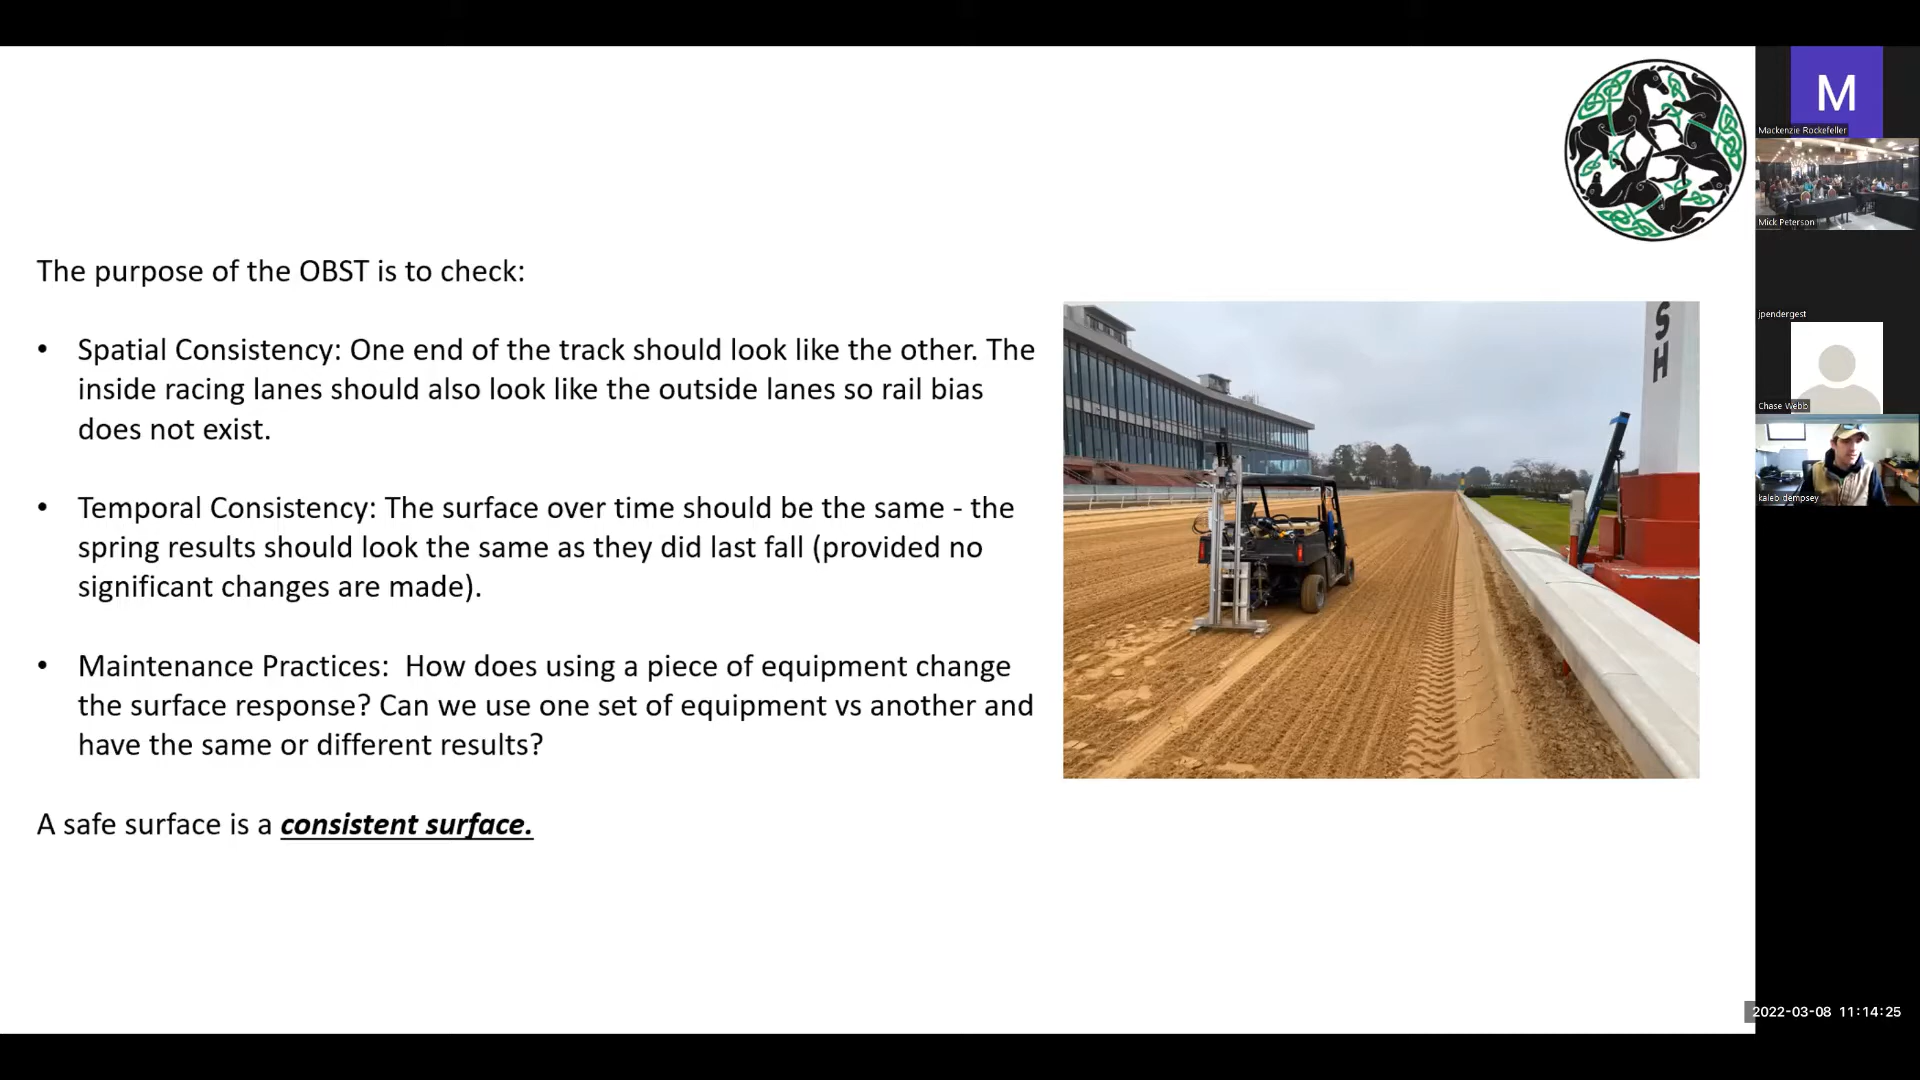 The purpose of the OBST is to check:
• Spatial Consistency: One end of the track should look like the other. The
inside racing lanes should also look like the outside lanes so rail bias
does not exist.
• Temporal Consistency: The surface over time should be the same - the
spring results should look the same as they did last fall (provided no
significant changes are made).
• Maintenance Practices:  How does using a piece of equipment change
the surface response? Can we use one set of equipment vs another and
have the same or different results?
A safe surface is a consistent surface.
S
H
M
Mackenzie Rockefeller
Mick Peterson
jpendergest
Chase Webb
kaleb dempsey
2022-03-08 11:14:25